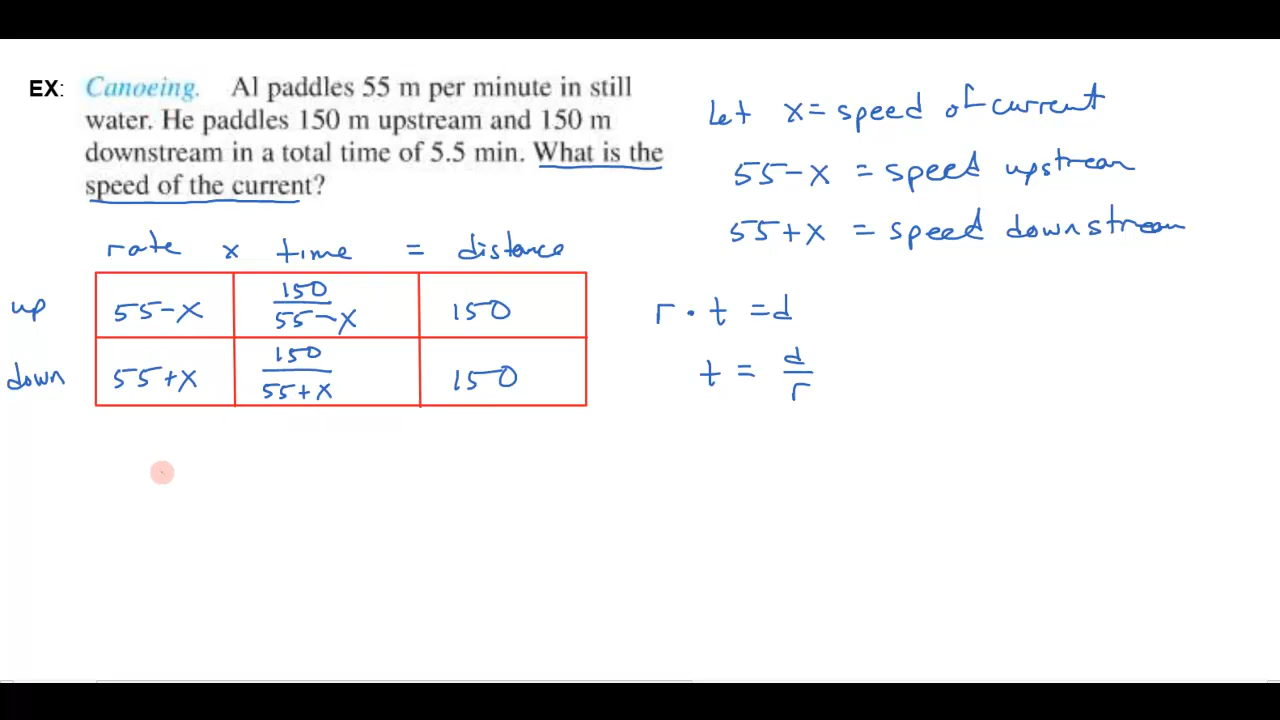 EX: Canoeing. Al paddles 55 m per minute in still
water. He paddles 150 m upstream and 150 m
downstream in a total time of 5.5 min. What is the
speed of the current?
Let x = speed of current
55-x = speed upstream
55+x = speed downstream
rate x time = distance
up 55-x 150/55-x 150
down 55+x 150/55+x 150
r · t = d
t = d/r